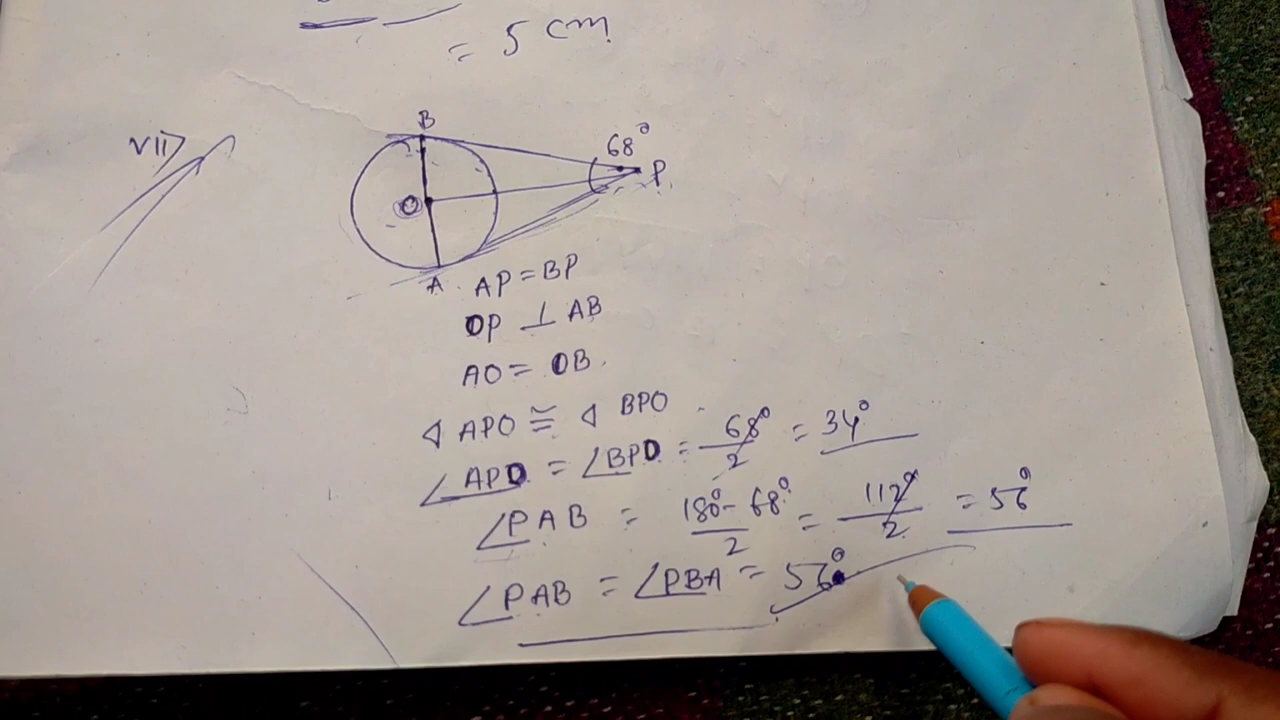 = 5 cm
vii>
B
68°
P
O
A
AP = BP
OP ⊥ AB
AO = OB.
∆ APO ≅ ∆ BPO
∠APO = ∠BPO = 68°/2 = 34°
∠PAB = 180°-68°/2 = 112°/2 = 56°
∠PAB = ∠PBA = 56°